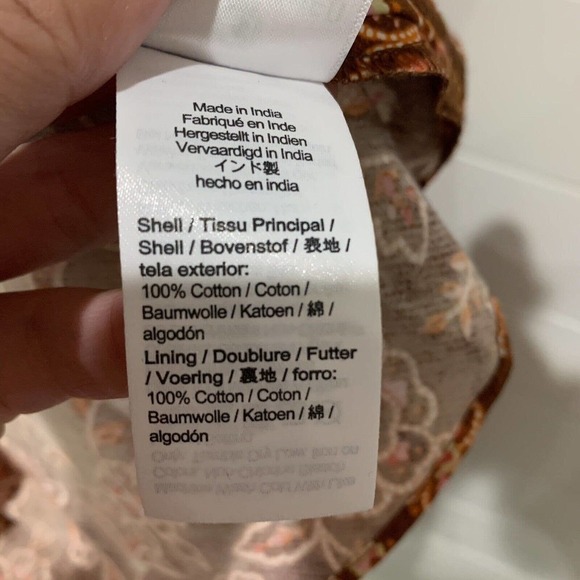 Made in India
Fabriqué en Inde
Hergestellt in Indien
Vervaardigd in India
インド製
hecho en india
Shell / Tissu Principal /
Shell / Bovenstof / 表地 /
tela exterior:
100% Cotton / Coton /
Baumwolle / Katoen / 綿 /
algodón
Lining / Doublure / Futter
/ Voering / 裏地 / forro:
100% Cotton / Coton /
Baumwolle / Katoen / 綿 /
algodón